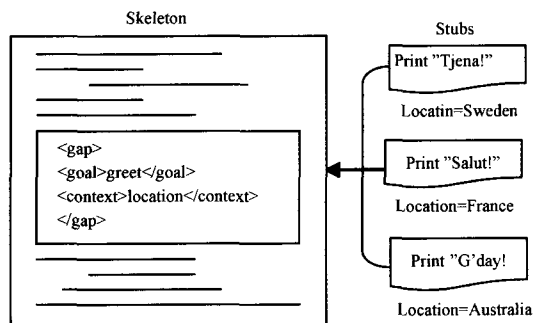 Skeleton
Stubs
<gap>
<goal>greet</goal>
<context>location</context>
</gap>
Print "Tjena!"
Locatin=Sweden
Print "Salut!"
Location=France
Print "G'day!
Location=Australia